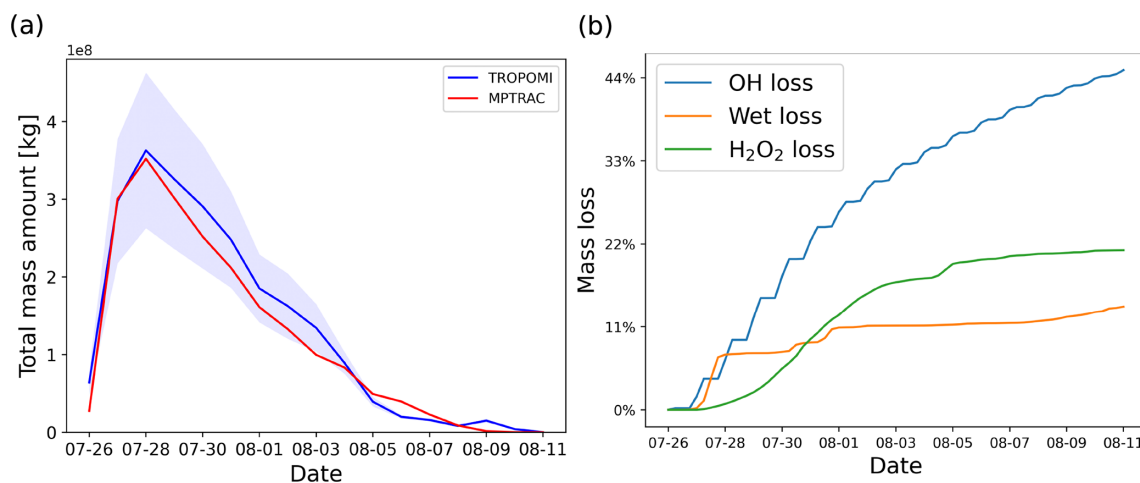 (a)
1e8
Total mass amount [kg]
4
3
2
1
0
TROPOMI
MPTRAC
07-26 07-28 07-30 08-01 08-03 08-05 08-07 08-09 08-11
Date
(b)
Mass loss
44%
33%
22%
11%
0%
OH loss
Wet loss
H₂O₂ loss
07-26 07-28 07-30 08-01 08-03 08-05 08-07 08-09 08-11
Date